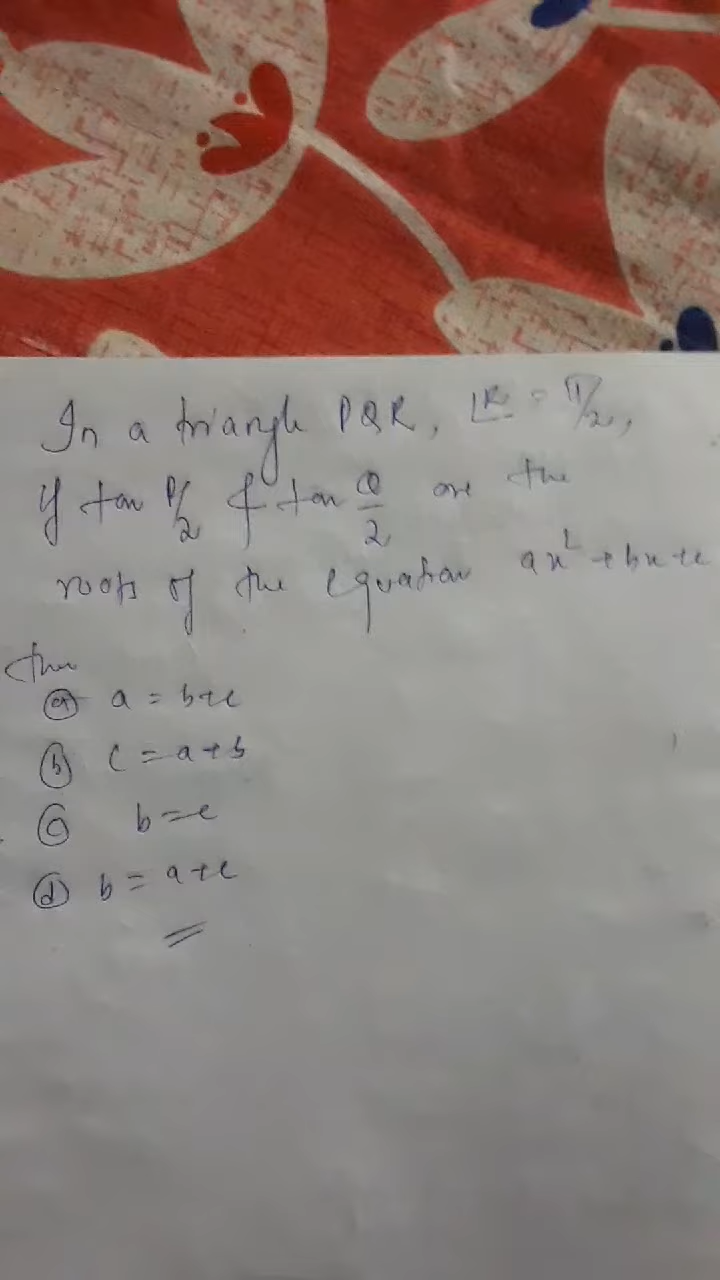 In a triangle PQR, ∠R = π/2,
If tan P/2 & tan Q/2 are the
roots of the equation ax² + bx + c
then
(a) a = b+c
(b) c = a+b
(c) b = c
(d) b = a+c